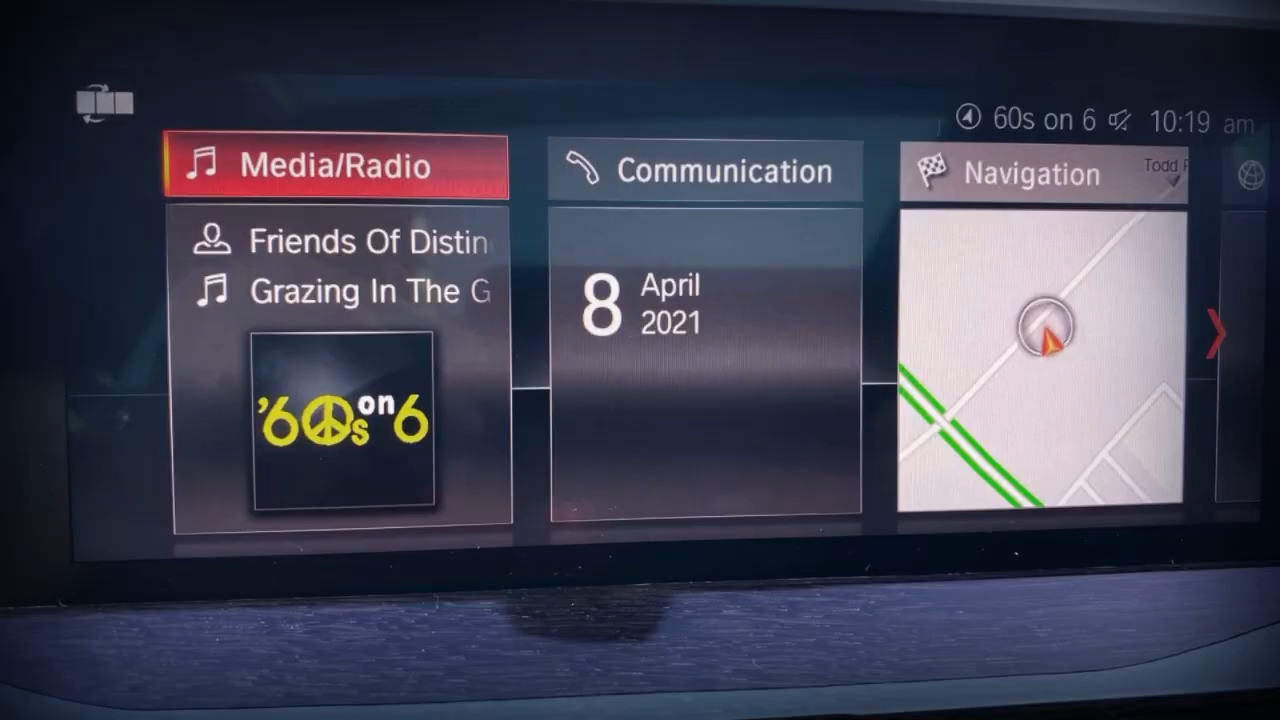 60s on 6 10:19 am
Media/Radio
Communication
Navigation
Todd
Friends Of Distin
Grazing In The G
'60s on 6
8 April
2021